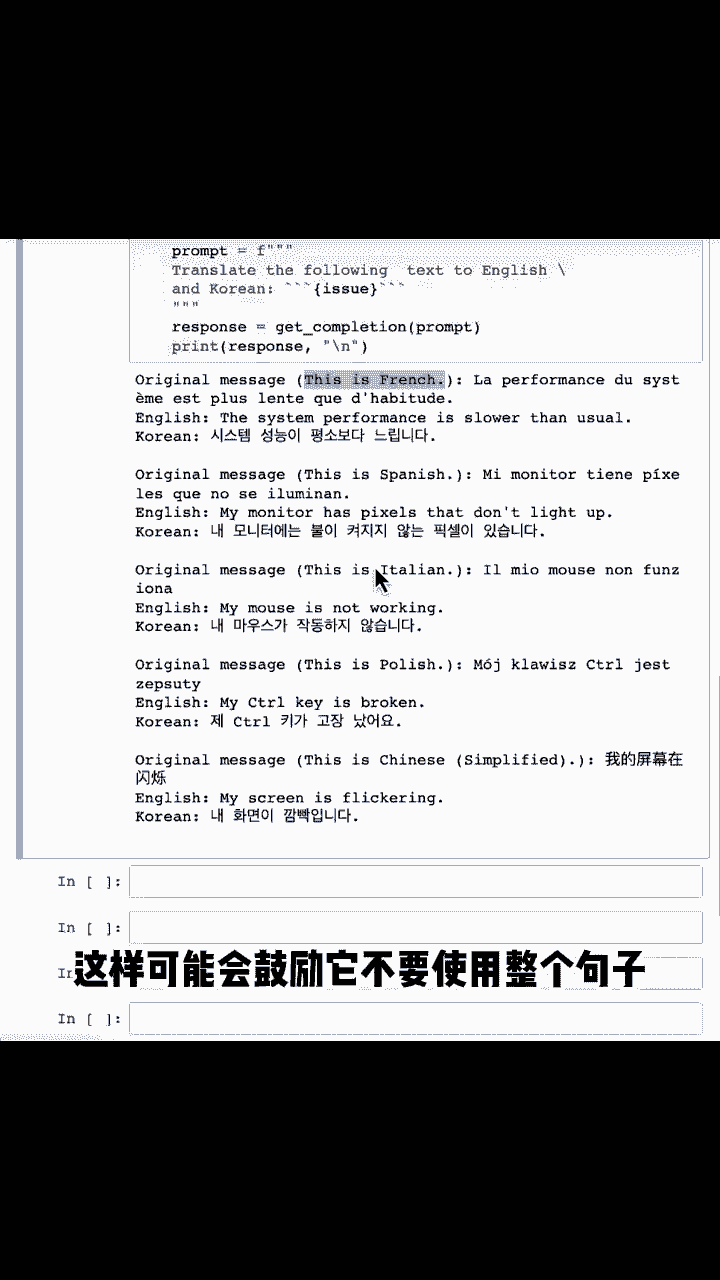 prompt = f"""
Translate the following  text to English \
and Korean: ```{issue}```
"""
response = get_completion(prompt)
print(response, "\n")
Original message (This is French.): La performance du syst
ème est plus lente que d'habitude.
English: The system performance is slower than usual.
Korean: 시스템 성능이 평소보다 느립니다.
Original message (This is Spanish.): Mi monitor tiene píxe
les que no se iluminan.
English: My monitor has pixels that don't light up.
Korean: 내 모니터에는 불이 켜지지 않는 픽셀이 있습니다.
Original message (This is Italian.): Il mio mouse non funz
iona
English: My mouse is not working.
Korean: 내 마우스가 작동하지 않습니다.
Original message (This is Polish.): Mój klawisz Ctrl jest
zepsuty
English: My Ctrl key is broken.
Korean: 제 Ctrl 키가 고장 났어요.
Original message (This is Chinese (Simplified).): 我的屏幕在
闪烁
English: My screen is flickering.
Korean: 내 화면이 깜빡입니다.
In [ ]:
In [ ]:
这样可能会鼓励它不要使用整个句子
In [ ]: